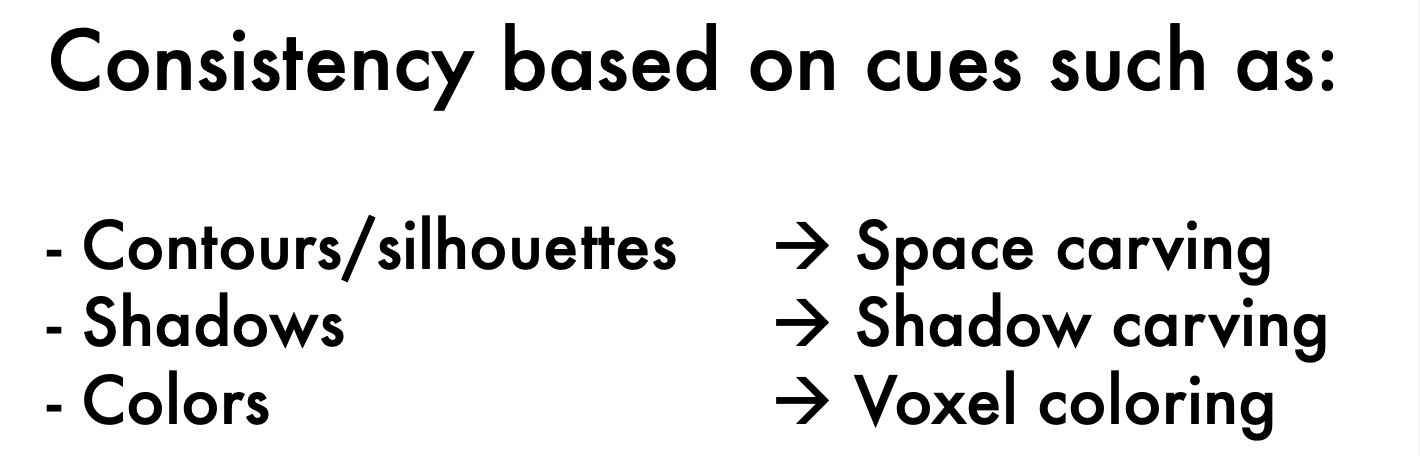 Consistency based on cues such as:
- Contours/silhouettes → Space carving
- Shadows → Shadow carving
- Colors → Voxel coloring